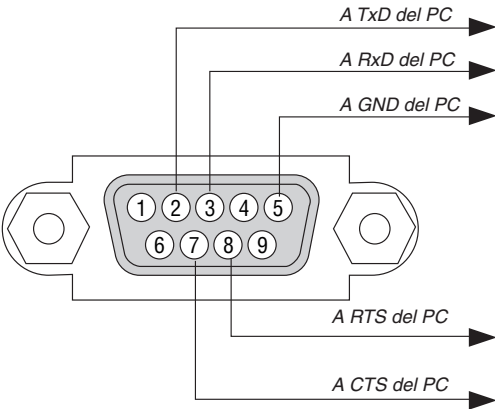 A TxD del PC
A RxD del PC
A GND del PC
1 2 3 4 5
6 7 8 9
A RTS del PC
A CTS del PC